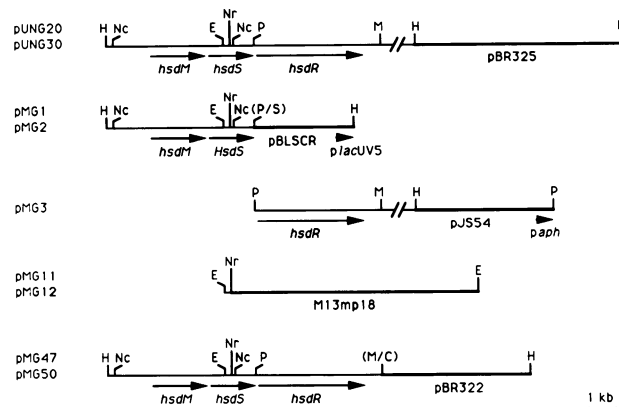 Nr
pUNG20 H Nc E Nc P M H
pUNG30 pBR325
hsdM hsdS hsdR
Nr
pMG1 H Nc E Nc(P/S) H
pMG2 pBLSCR placUV5
hsdM HsdS
P M H P
pMG3 hsdR pJS54 paph
Nr
pMG11 E E
pMG12 M13mp18
Nr
pMG47 H Nc E Nc P (M/C) H
pMG50 pBR322
hsdM hsdS hsdR 1 kb